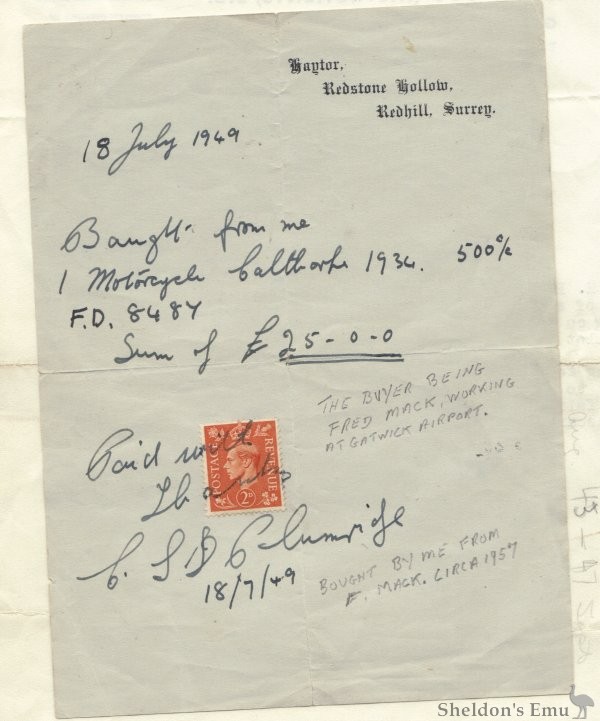 Haytor,
Redstone Hollow,
Redhill, Surrey.
18 July 1949
Bought from me
1 Motorcycle Calthorpe 1934. 500%
F.D. 8487
Sum of £25-0-0
THE BUYER BEING
FRED MACK, WORKING
AT GATWICK AIRPORT.
Paid with
Thanks
POSTAGE
REVENUE
2D
18/7/49
BOUGHT BY ME FROM
F. MACK. CIRCA 1957
Sheldon's Emu